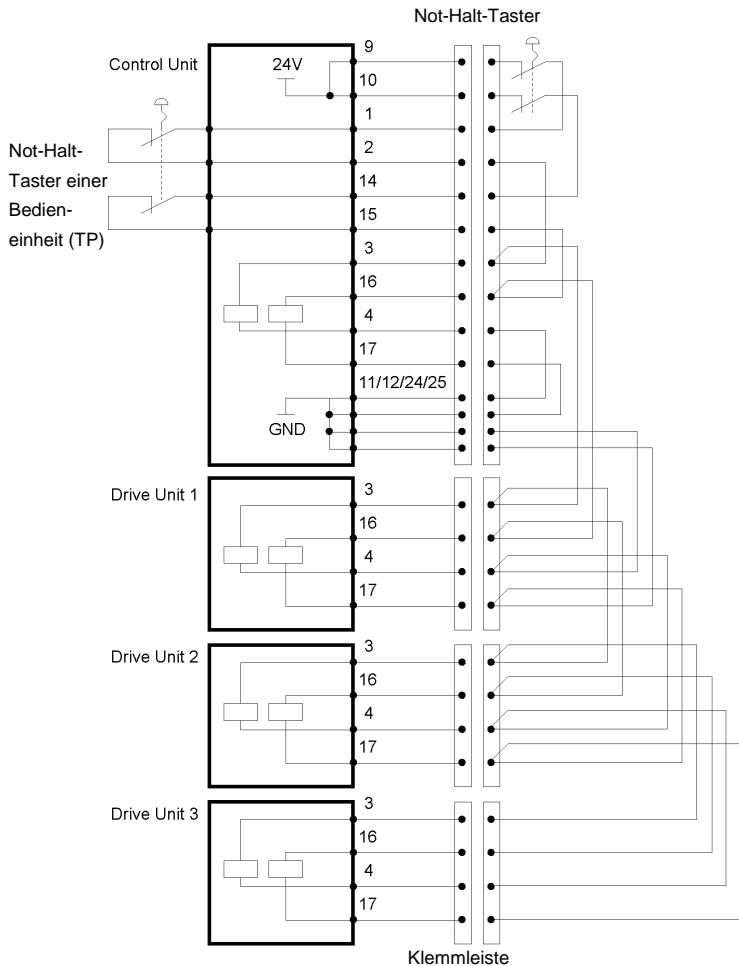 Not-Halt-Taster
Control Unit
24V
9
10
1
2
14
15
3
16
4
17
11/12/24/25
GND
Not-Halt-
Taster einer
Bedien-
einheit (TP)
Drive Unit 1
3
16
4
17
Drive Unit 2
3
16
4
17
Drive Unit 3
3
16
4
17
Klemmleiste